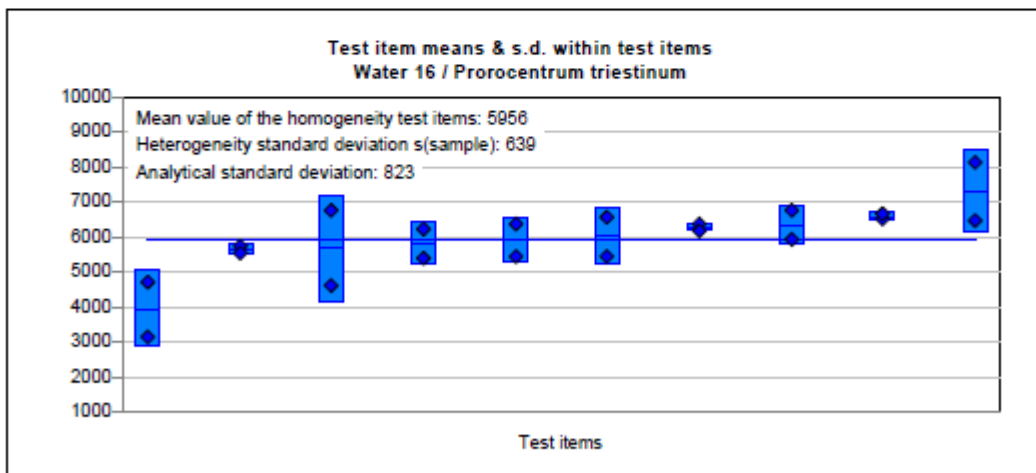 Test item means & s.d. within test items
Water 16 / Prorocentrum triestinum
10000
Mean value of the homogeneity test items: 5956
9000
Heterogeneity standard deviation s(sample): 639
8000
Analytical standard deviation: 823
7000
6000
5000
4000
3000
2000
1000
Test items